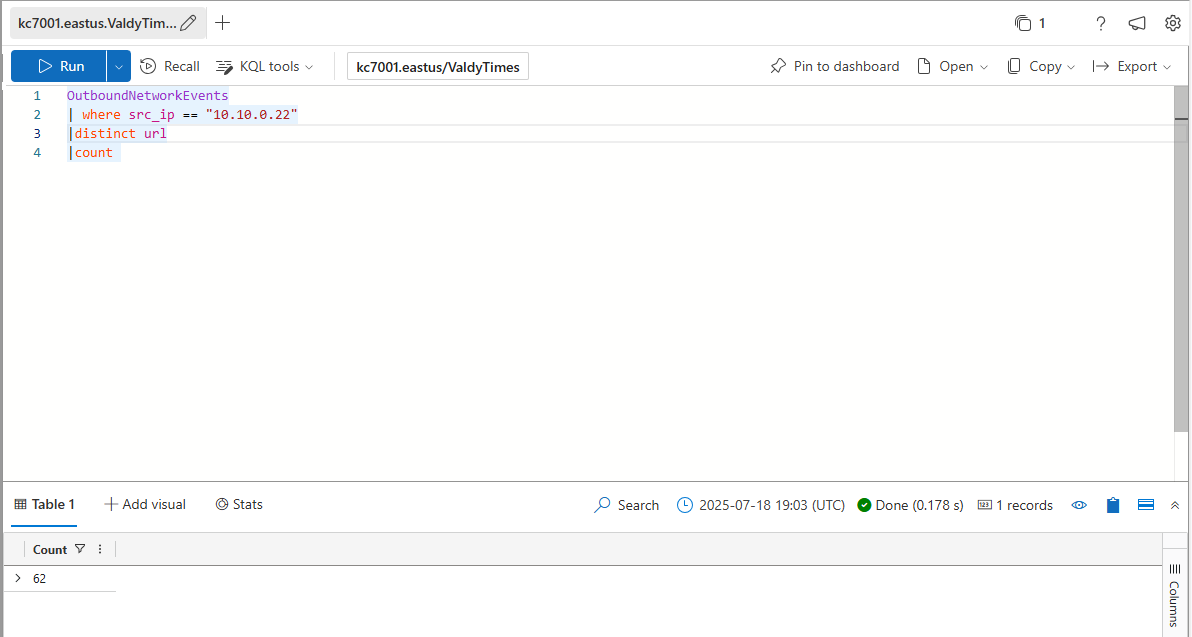 kc7001.eastus.ValdyTim...
1
Run Recall KQL tools kc7001.eastus/ValdyTimes Pin to dashboard Open Copy Export
1 OutboundNetworkEvents
2 | where src_ip == "10.10.0.22"
3 |distinct url
4 |count
Table 1 Add visual Stats Search 2025-07-18 19:03 (UTC) Done (0.178 s) 123 1 records
Count
62
Columns